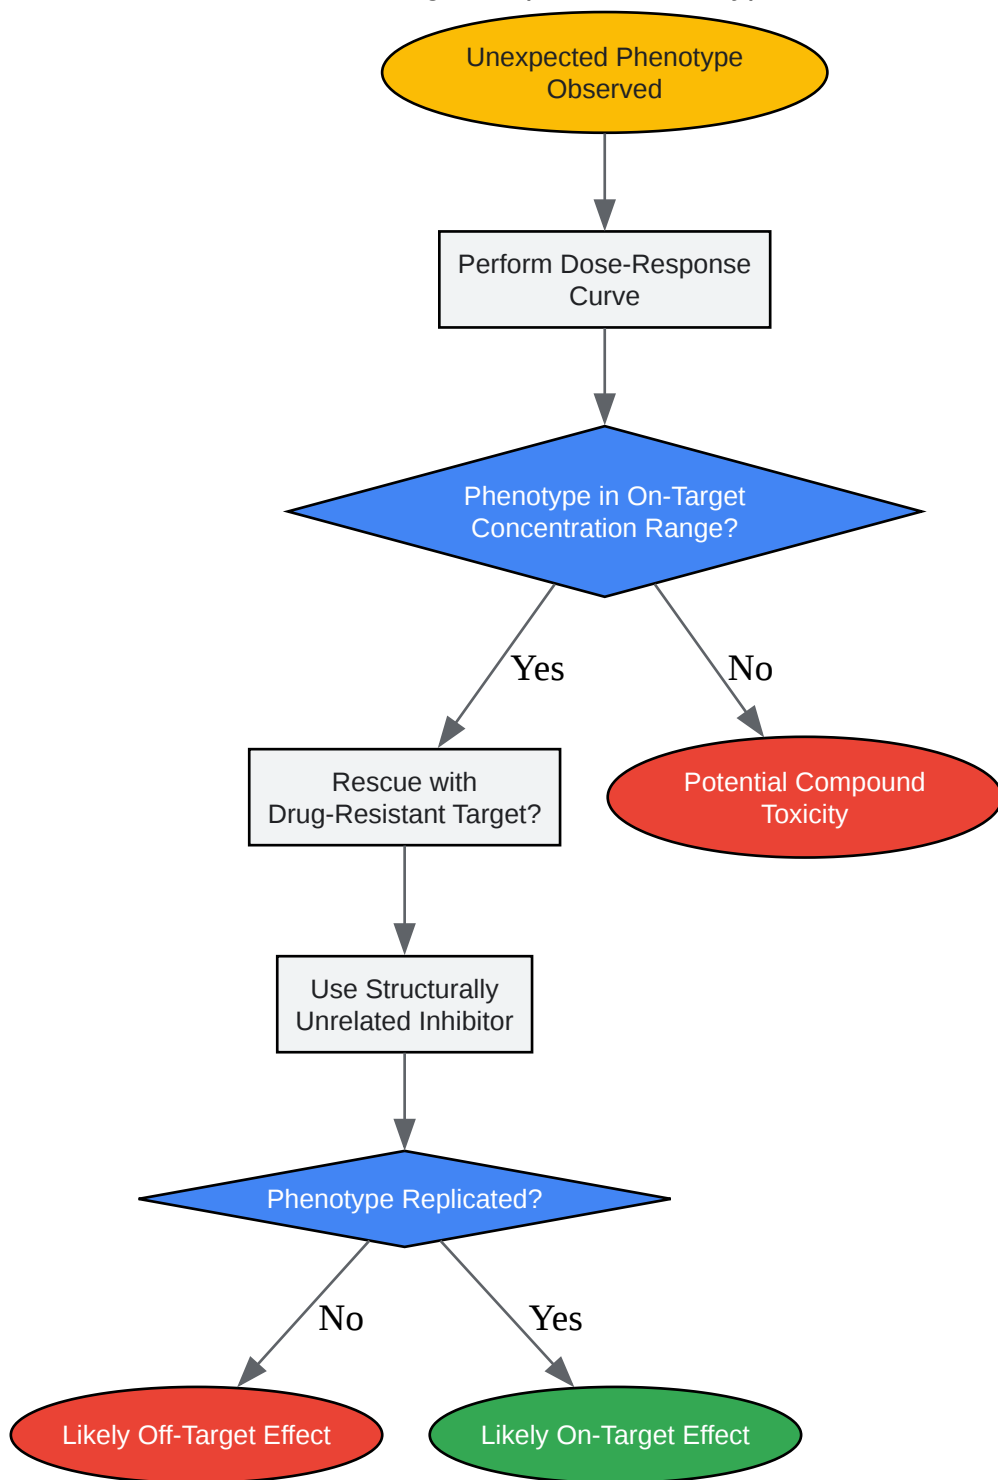 Unexpected Phenotype
Observed
Perform Dose-Response
Curve
Phenotype in On-Target
Concentration Range?
Yes
No
Rescue with
Drug-Resistant Target?
Potential Compound
Toxicity
Use Structurally
Unrelated Inhibitor
Phenotype Replicated?
No
Yes
Likely Off-Target Effect
Likely On-Target Effect